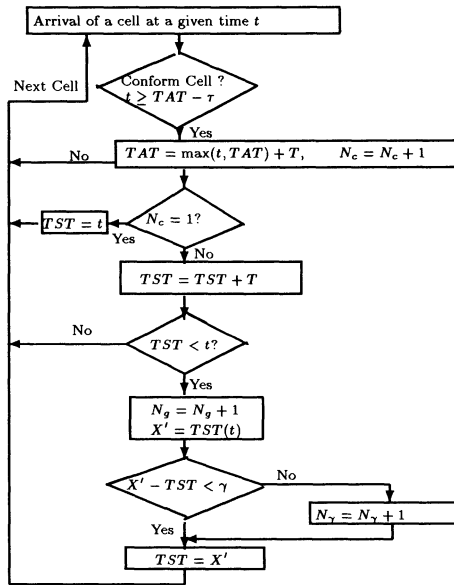 Arrival of a cell at a given time t
Next Cell
Conform Cell ?
t ≥ TAT − τ
Yes
No
TAT = max(t, TAT) + T,    N_c = N_c + 1
N_c = 1?
TST = t
Yes
No
TST = TST + T
No
TST < t?
Yes
N_g = N_g + 1
X' = TST(t)
X' − TST < γ
No
N_γ = N_γ + 1
Yes
TST = X'